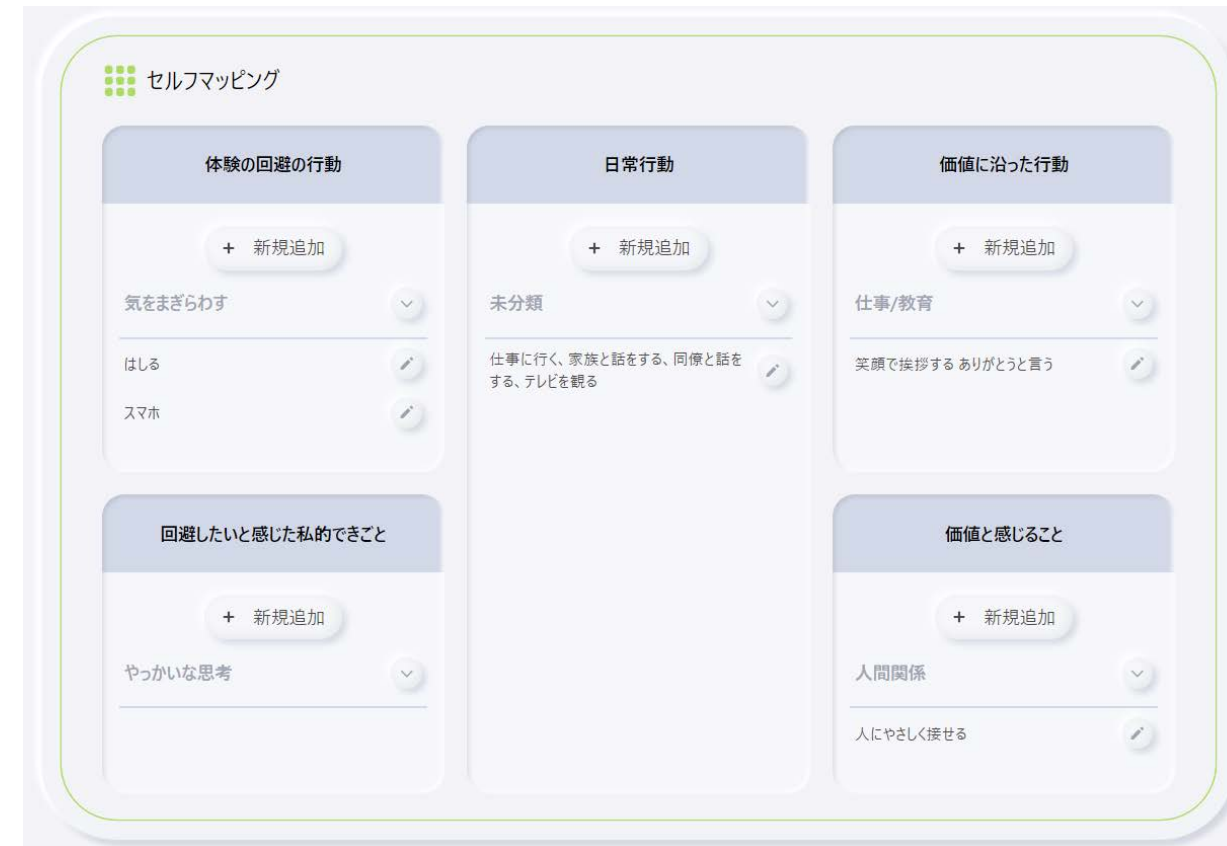 セルフマッピング
体験の回避の行動
+ 新規追加
気をまぎらわす
はしる
スマホ
回避したいと感じた私的できごと
+ 新規追加
やっかいな思考
日常行動
+ 新規追加
未分類
仕事に行く、家族と話をする、同僚と話を
する、テレビを観る
価値に沿った行動
+ 新規追加
仕事/教育
笑顔で挨拶する ありがとうと言う
価値と感じること
+ 新規追加
人間関係
人にやさしく接せる